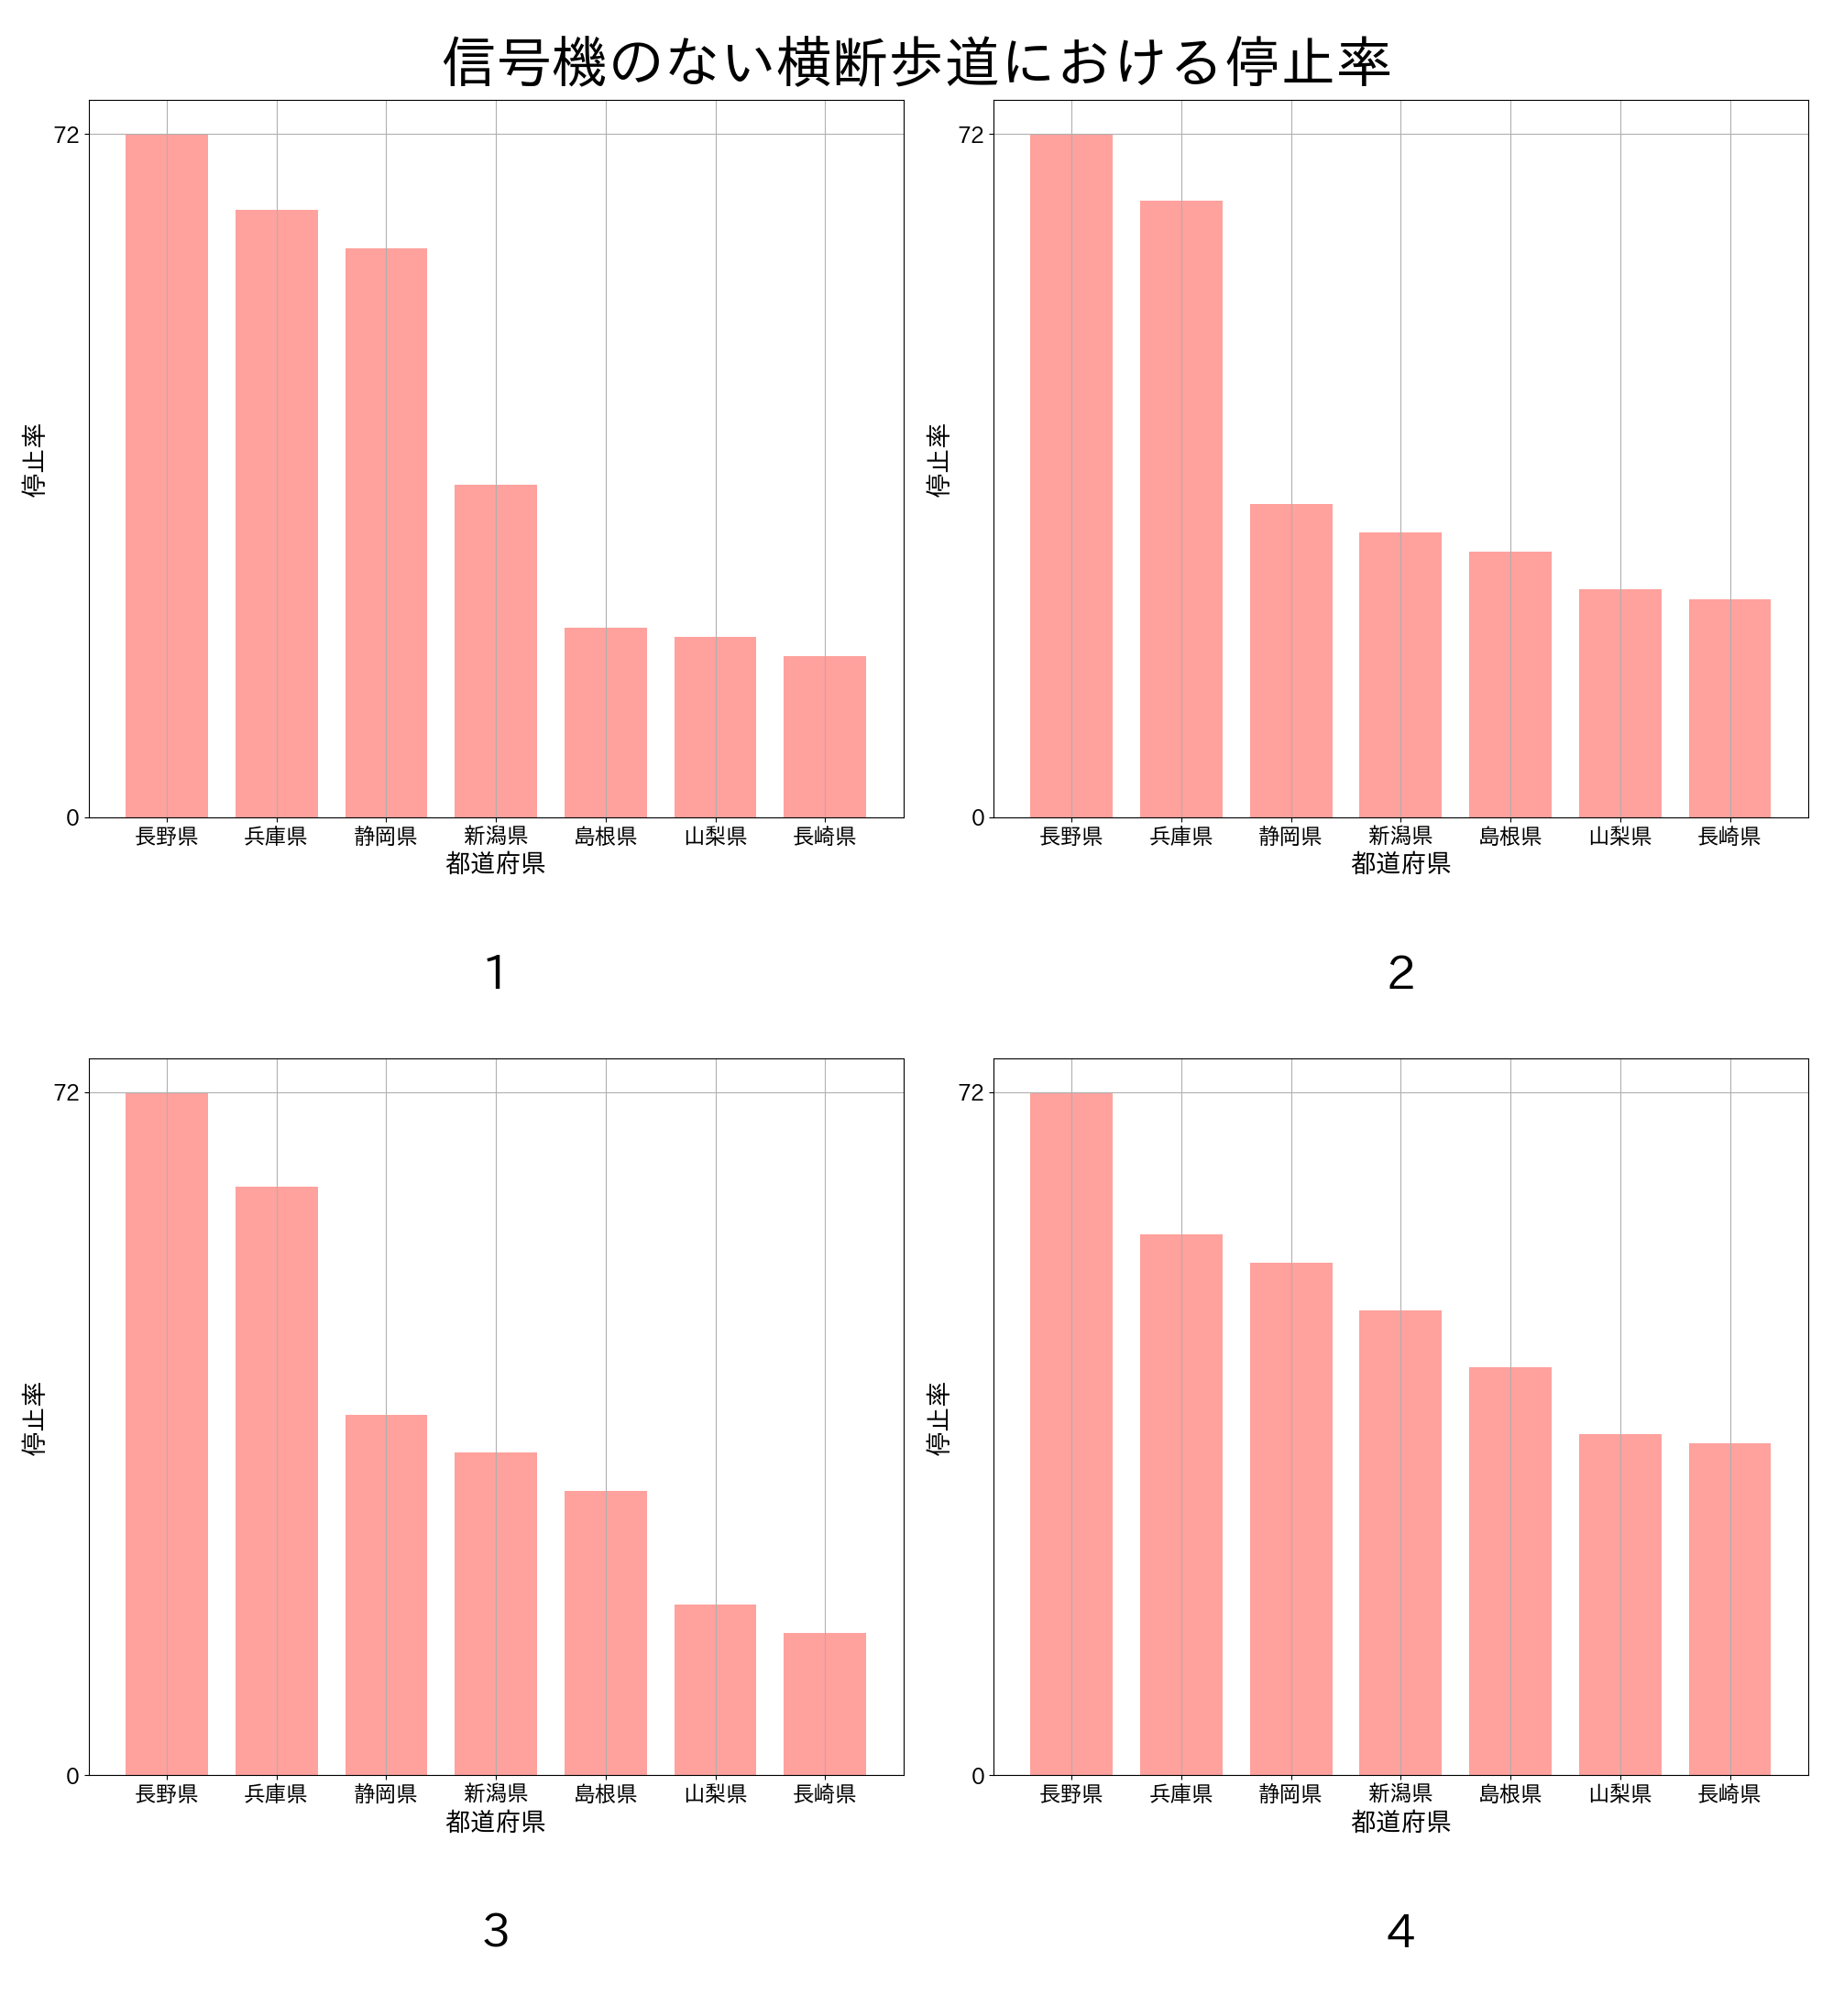 信号機のない横断歩道における停止率
72
停止率
0
長野県 兵庫県 静岡県 新潟県 島根県 山梨県 長崎県
都道府県
1
72
停止率
0
長野県 兵庫県 静岡県 新潟県 島根県 山梨県 長崎県
都道府県
2
72
停止率
0
長野県 兵庫県 静岡県 新潟県 島根県 山梨県 長崎県
都道府県
3
72
停止率
0
長野県 兵庫県 静岡県 新潟県 島根県 山梨県 長崎県
都道府県
4